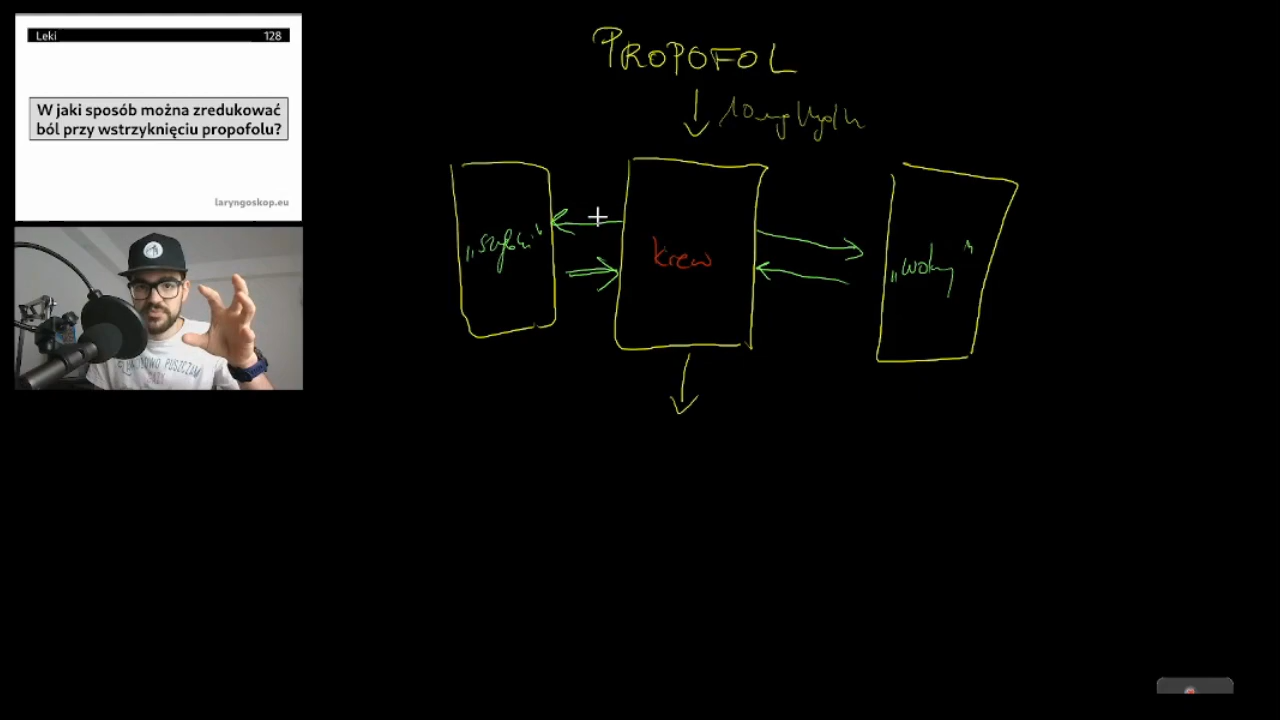 Leki 128
W jaki sposób można zredukować
ból przy wstrzyknięciu propofolu?
laryngoskop.eu
PROPOFOL
10 mg/kg/h
„szybki"
krew
„wolny"
PUSZCZAM